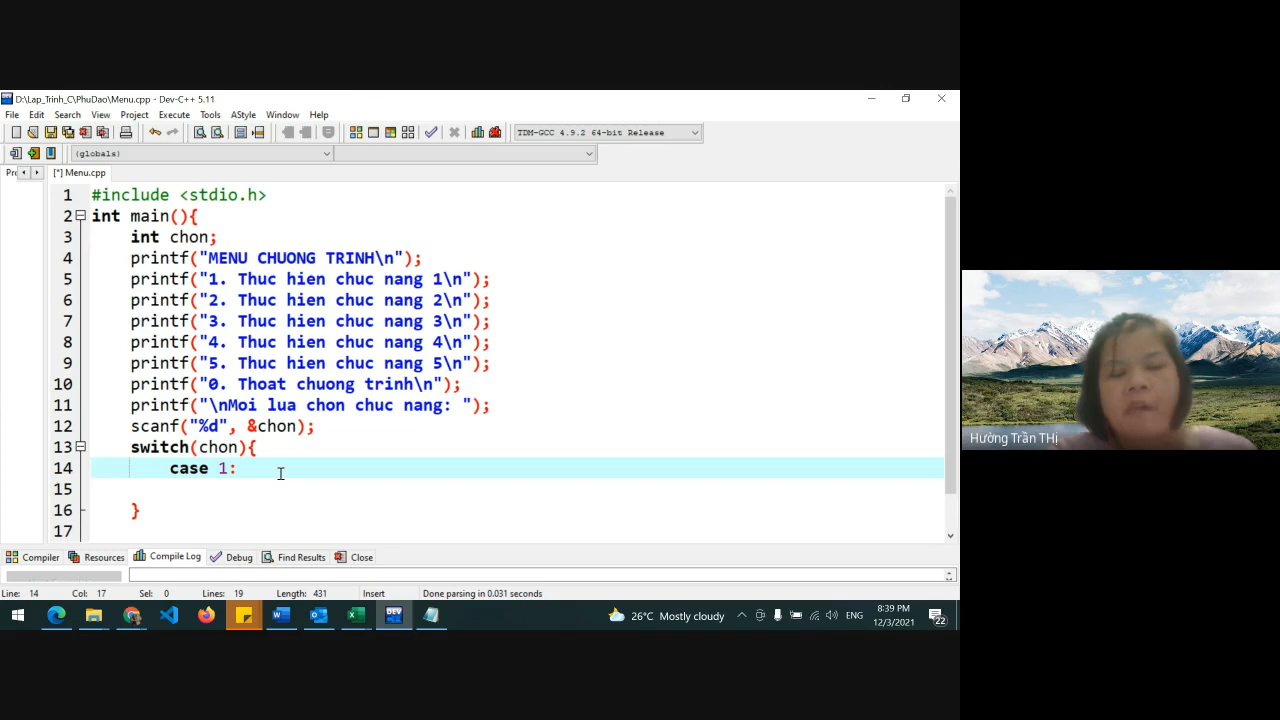 D:\Lap_Trinh_C\PhuDao\Menu.cpp - Dev-C++ 5.11
File Edit Search View Project Execute Tools AStyle Window Help
TDM-GCC 4.9.2 64-bit Release
(globals)
[*] Menu.cpp
1 #include <stdio.h>
2 int main(){
3 int chon;
4 printf("MENU CHUONG TRINH\n");
5 printf("1. Thuc hien chuc nang 1\n");
6 printf("2. Thuc hien chuc nang 2\n");
7 printf("3. Thuc hien chuc nang 3\n");
8 printf("4. Thuc hien chuc nang 4\n");
9 printf("5. Thuc hien chuc nang 5\n");
10 printf("0. Thoat chuong trinh\n");
11 printf("\nMoi lua chon chuc nang: ");
12 scanf("%d", &chon);
13 switch(chon){
14 case 1:
15
16 }
17
Hường Trần THị
Compiler Resources Compile Log Debug Find Results Close
Line: 14 Col: 17 Sel: 0 Lines: 19 Length: 431 Insert Done parsing in 0.031 seconds
26°C Mostly cloudy ENG 8:39 PM
12/3/2021 22